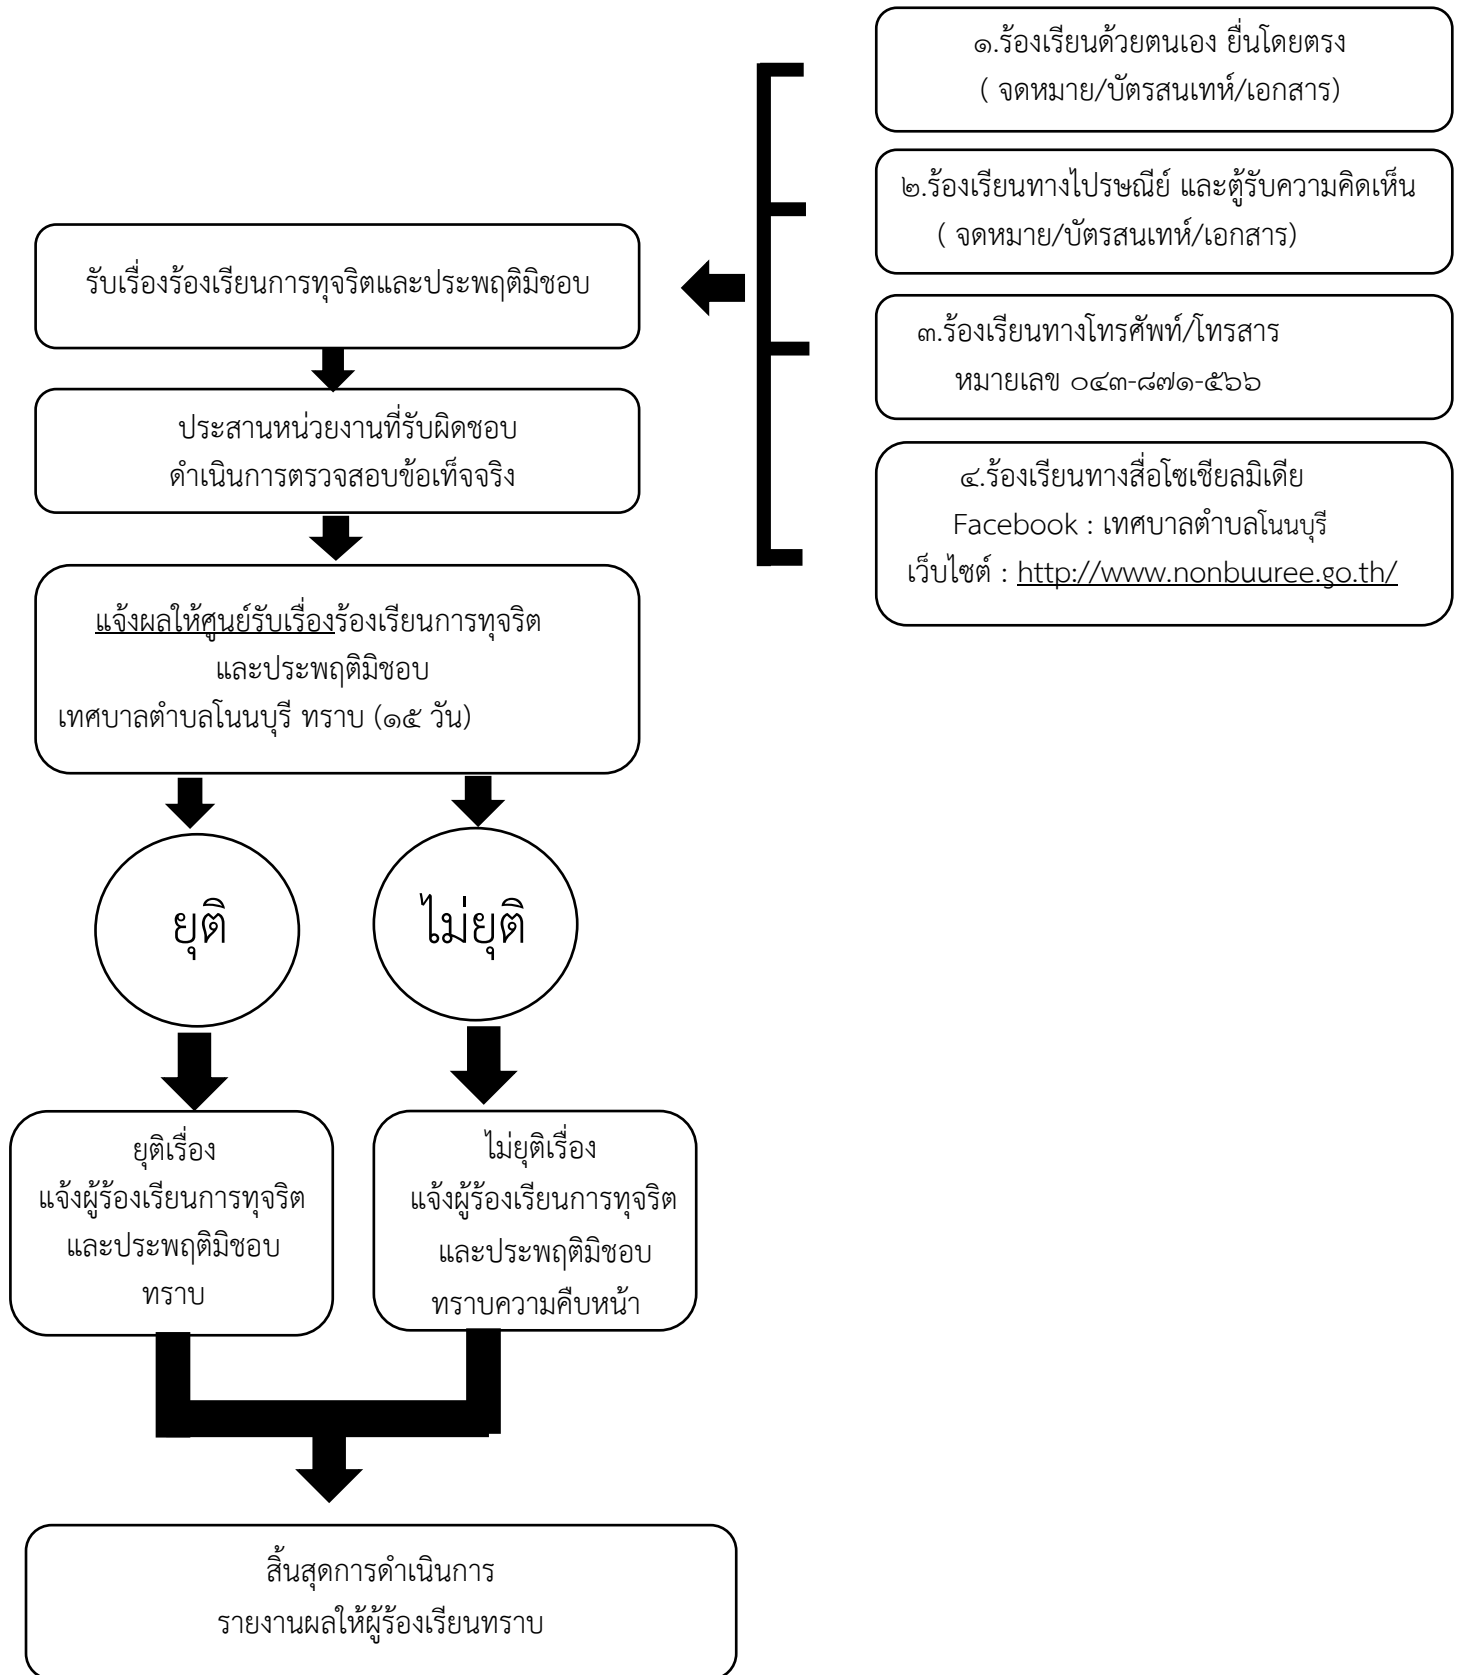 ๑.ร้องเรียนด้วยตนเอง ยื่นโดยตรง
( จดหมาย/บัตรสนเทห์/เอกสาร)
๒.ร้องเรียนทางไปรษณีย์ และตู้รับความคิดเห็น
( จดหมาย/บัตรสนเทห์/เอกสาร)
๓.ร้องเรียนทางโทรศัพท์/โทรสาร
หมายเลข ๐๔๓-๘๗๑-๕๖๖
๔.ร้องเรียนทางสื่อโซเชียลมิเดีย
Facebook : เทศบาลตำบลโนนบุรี
เว็บไซต์ : http://www.nonbuuree.go.th/
รับเรื่องร้องเรียนการทุจริตและประพฤติมิชอบ
ประสานหน่วยงานที่รับผิดชอบ
ดำเนินการตรวจสอบข้อเท็จจริง
แจ้งผลให้ศูนย์รับเรื่องร้องเรียนการทุจริต
และประพฤติมิชอบ
เทศบาลตำบลโนนบุรี ทราบ (๑๕ วัน)
ยุติ
ไม่ยุติ
ยุติเรื่อง
แจ้งผู้ร้องเรียนการทุจริต
และประพฤติมิชอบ
ทราบ
ไม่ยุติเรื่อง
แจ้งผู้ร้องเรียนการทุจริต
และประพฤติมิชอบ
ทราบความคืบหน้า
สิ้นสุดการดำเนินการ
รายงานผลให้ผู้ร้องเรียนทราบ